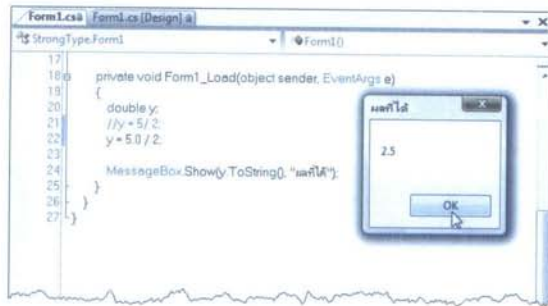 Form1.cs Form1.cs [Design]
StrongType.Form1 Form1()
17
18 private void Form1_Load(object sender, EventArgs e)
19 {
20 double y;
21 //y = 5 / 2;
22 y = 5.0 / 2;
23
24 MessageBox.Show(y.ToString(), "ผลที่ได้");
25 }
26 }
27 }
ผลที่ได้
2.5
OK